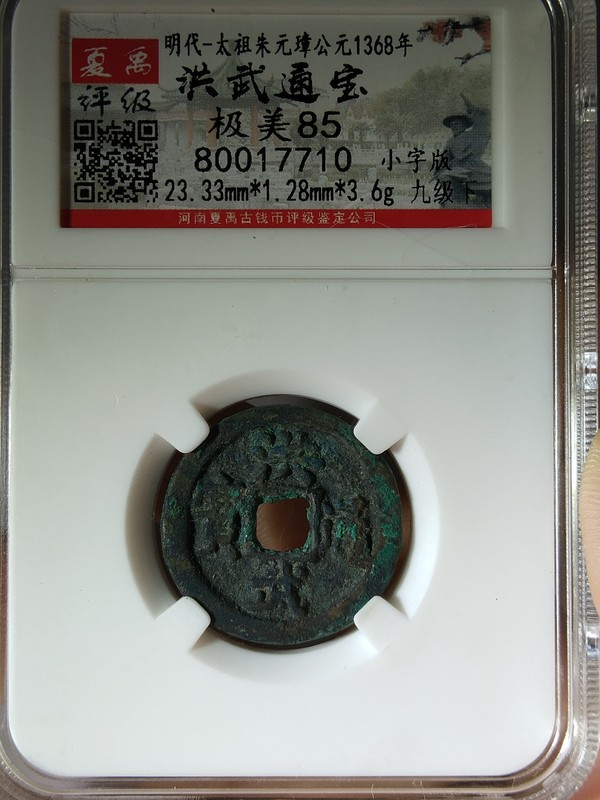 夏禹
评级
明代-太祖朱元璋公元1368年
洪武通宝
极美85
80017710 小字版
23.33mm*1.28mm*3.6g 九级下
河南夏禹古钱币评级鉴定公司
洪武通寳